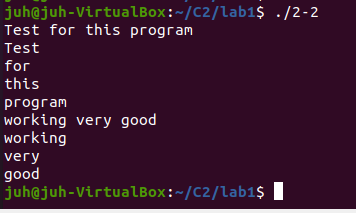 juh@juh-VirtualBox:~/C2/lab1$ ./2-2
Test for this program
Test
for
this
program
working very good
working
very
good
juh@juh-VirtualBox:~/C2/lab1$